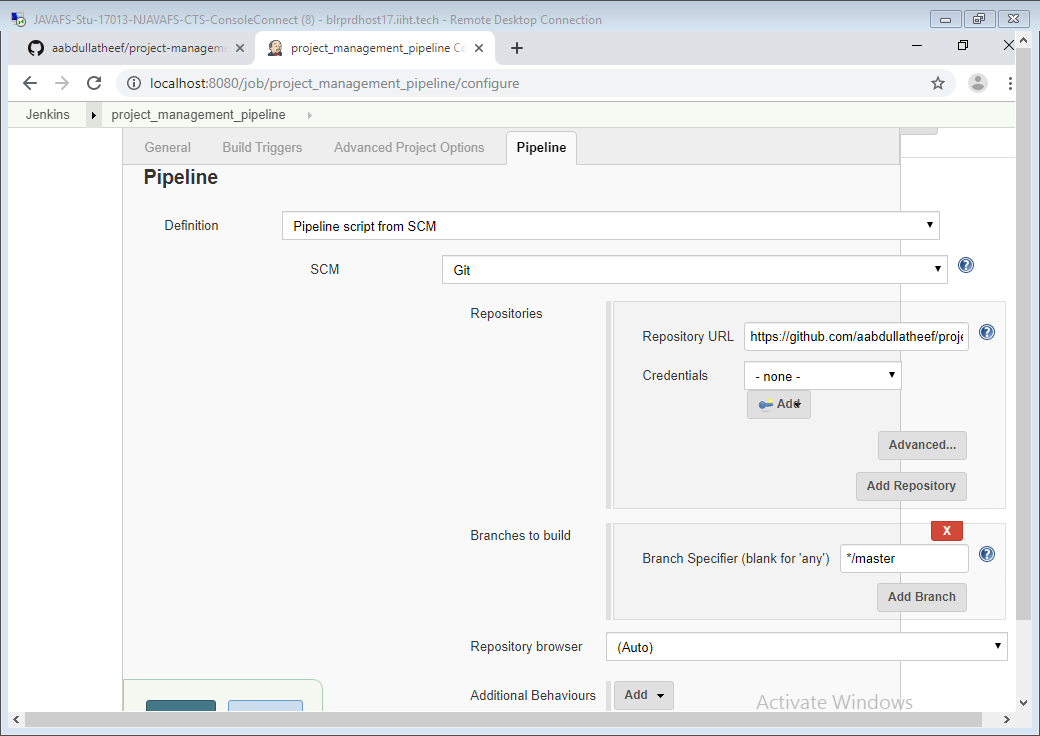 JAVAFS-Stu-17013-NJAVAFS-CTS-ConsoleConnect (8) - blrprdhost17.iiht.tech - Remote Desktop Connection
aabdullatheef/project-managem
project_management_pipeline Co
localhost:8080/job/project_management_pipeline/configure
Jenkins
project_management_pipeline
General
Build Triggers
Advanced Project Options
Pipeline
Pipeline
Definition
Pipeline script from SCM
SCM
Git
Repositories
Repository URL
https://github.com/aabdullatheef/proje
Credentials
- none -
Add
Advanced...
Add Repository
Branches to build
X
Branch Specifier (blank for 'any')
*/master
Add Branch
Repository browser
(Auto)
Additional Behaviours
Add
Activate Windows